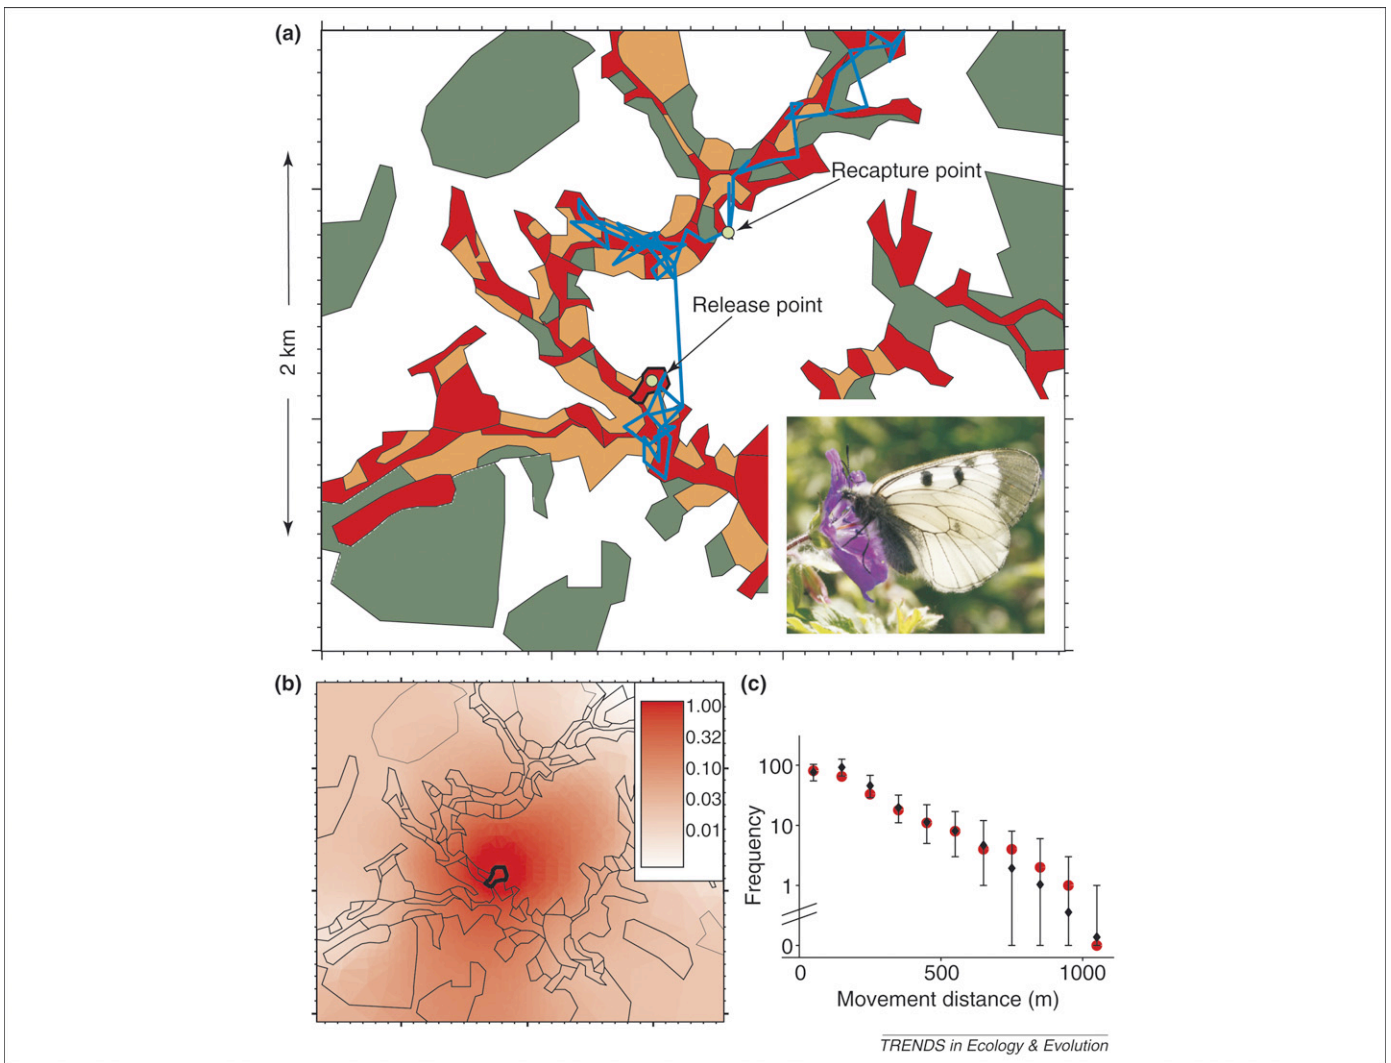 (a)
Recapture point
Release point
2 km
(b)
1.00
0.32
0.10
0.03
0.01
(c)
Frequency
100
10
1
0
0
500
1000
Movement distance (m)
TRENDS in Ecology & Evolution